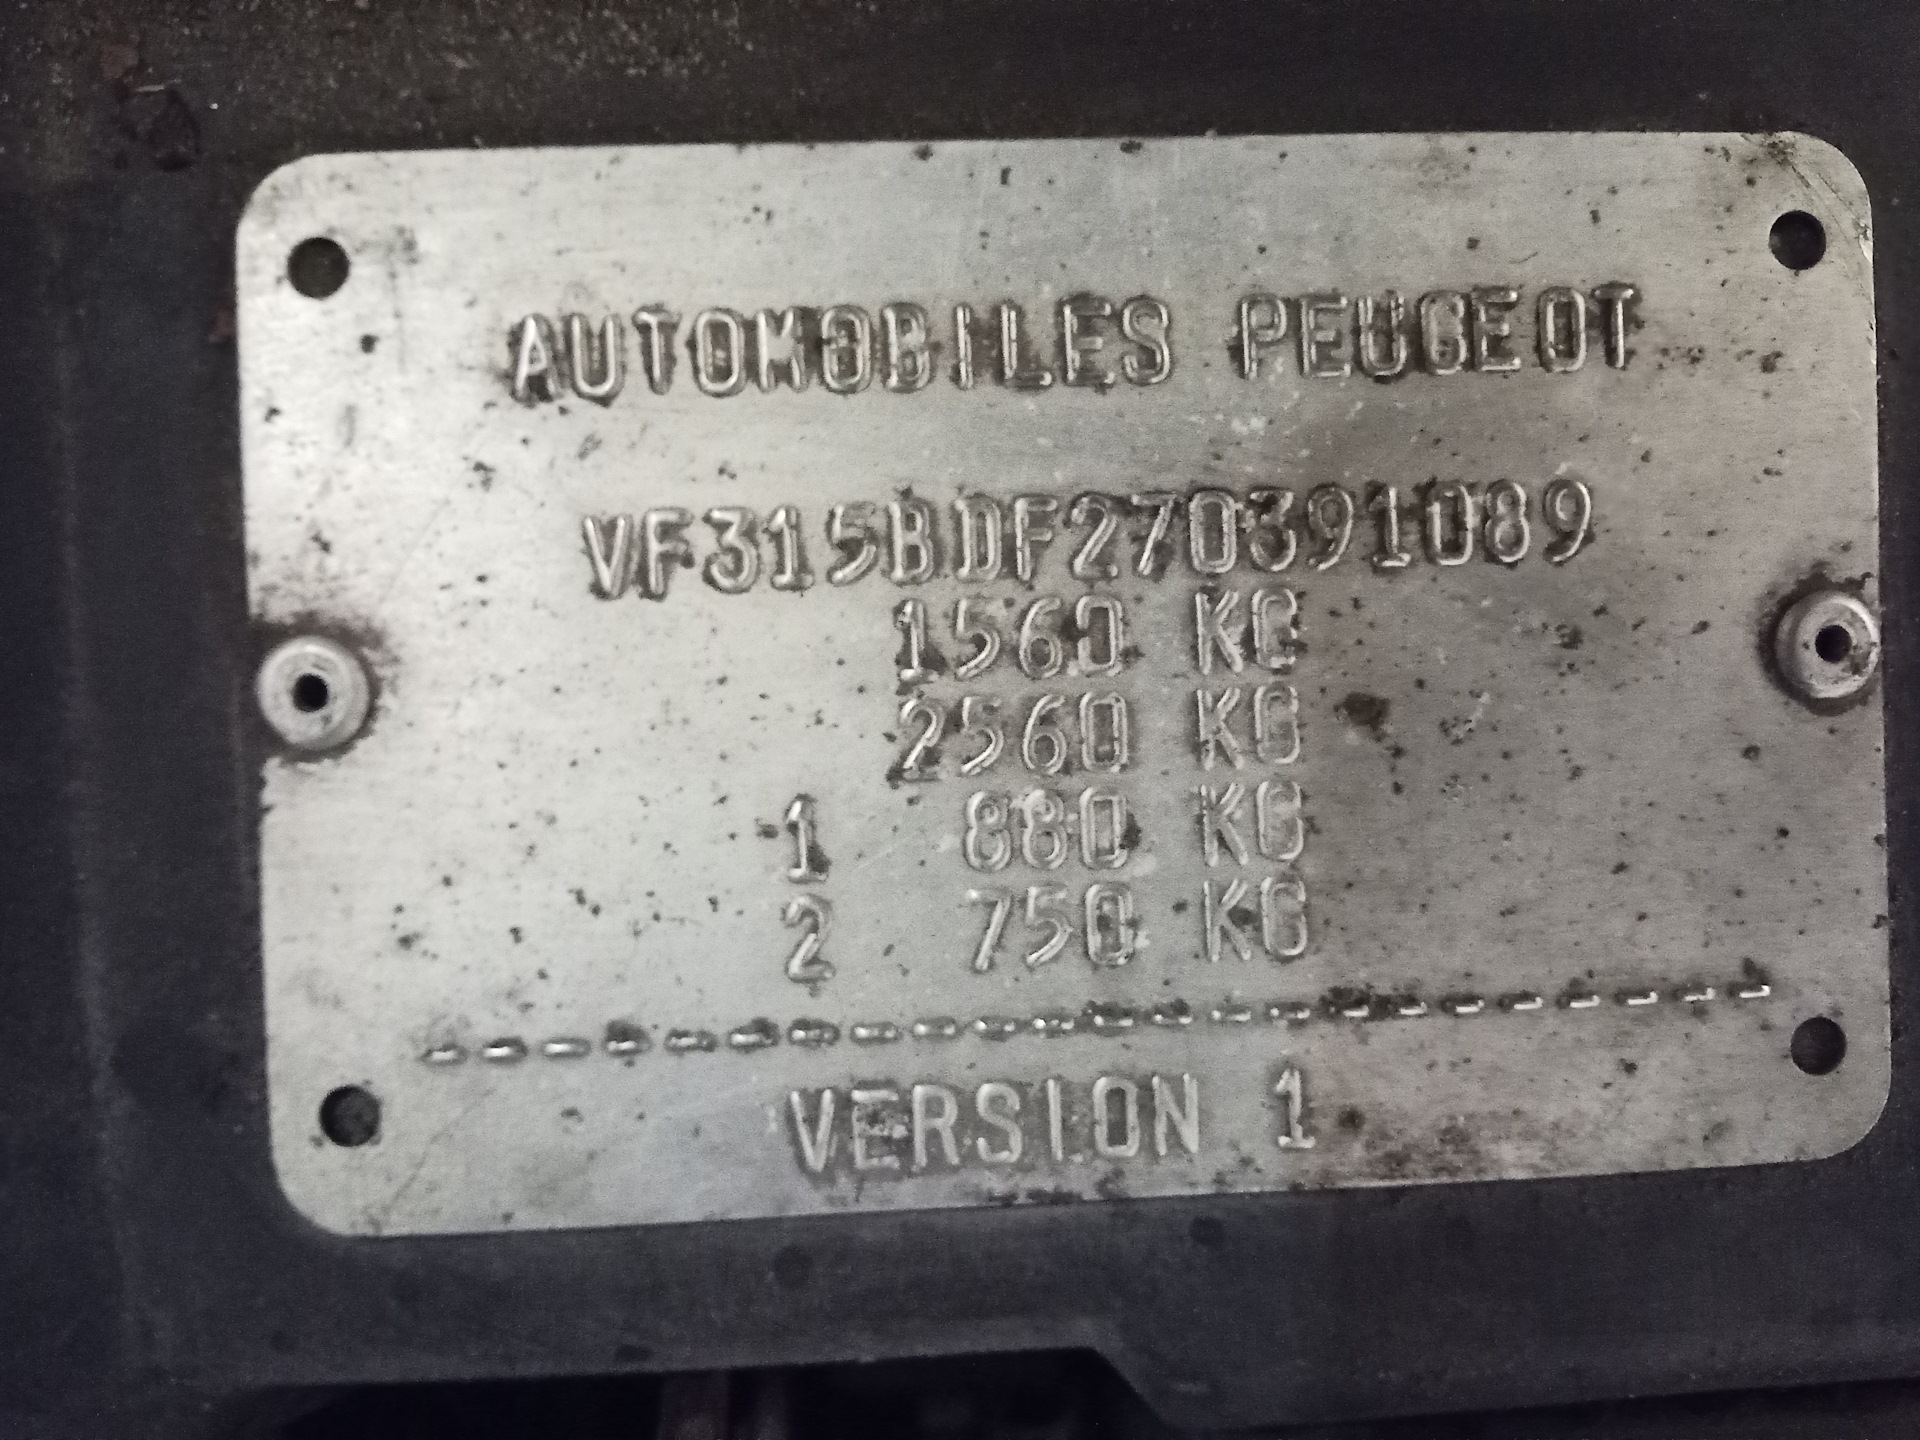 AUTOMOBILES PEUGEOT
VF315BDF270391089
1560 KG
2560 KG
1 880 KG
2 750 KG
-----------------------
VERSION 1